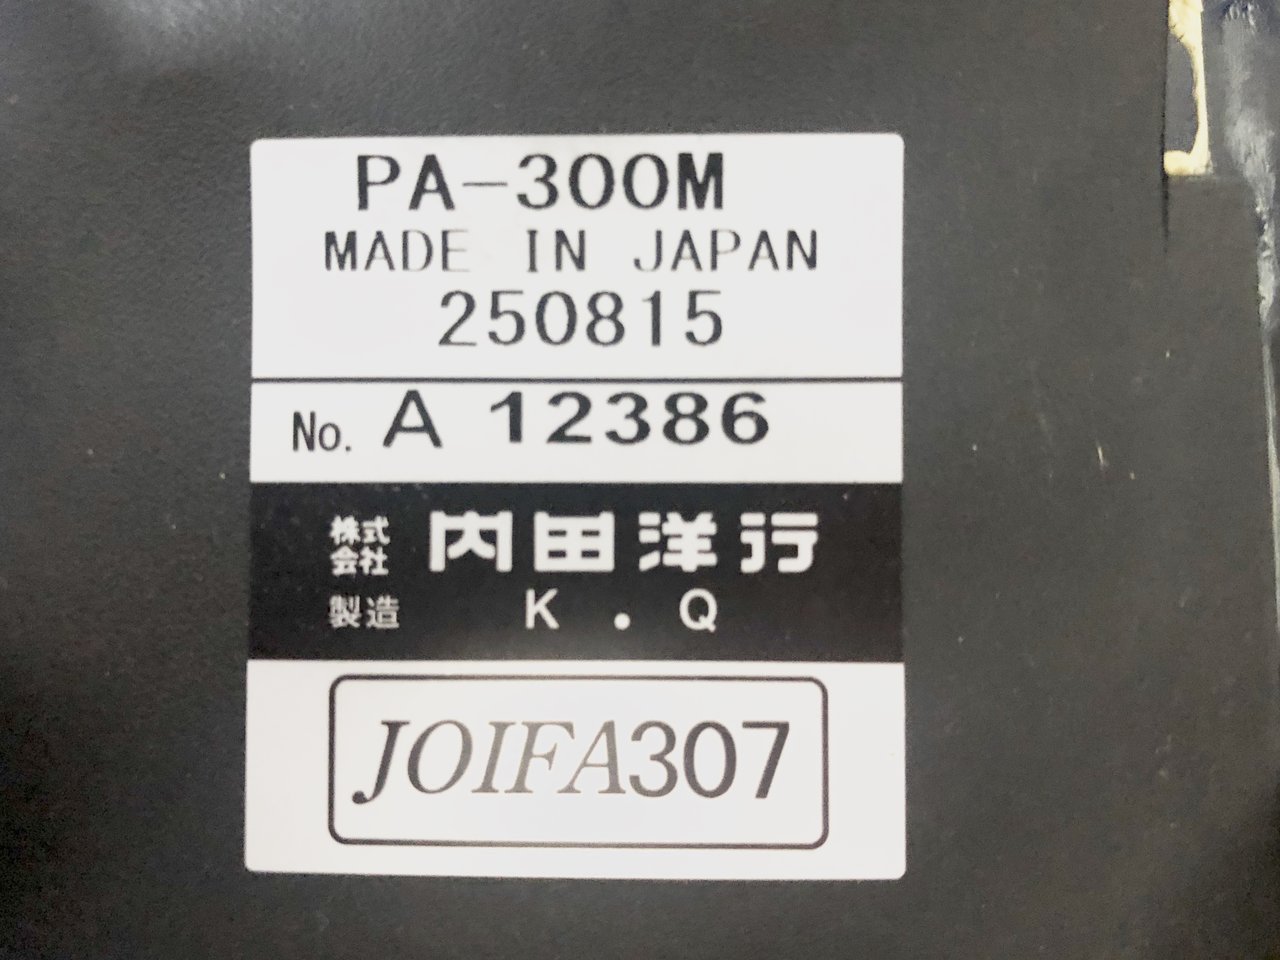 PA-300M
MADE IN JAPAN
250815
No. A 12386
株式会社 内田洋行
製造 K . Q
JOIFA307